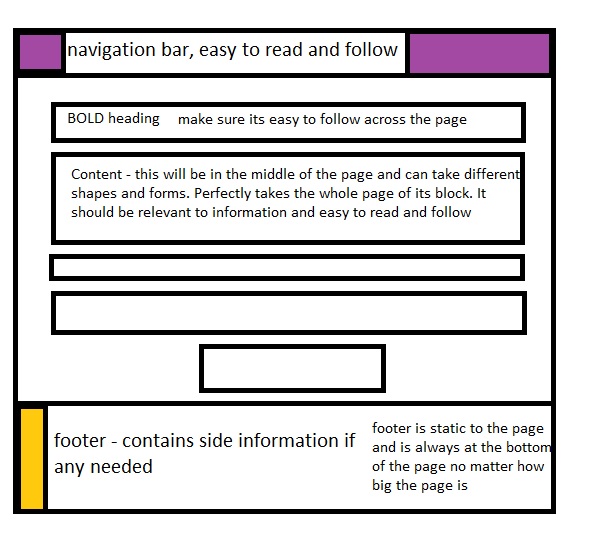 navigation bar, easy to read and follow
BOLD heading make sure its easy to follow across the page
Content - this will be in the middle of the page and can take different
shapes and forms. Perfectly takes the whole page of its block. It
should be relevant to information and easy to read and follow
footer - contains side information if
any needed
footer is static to the page
and is always at the bottom
of the page no matter how
big the page is